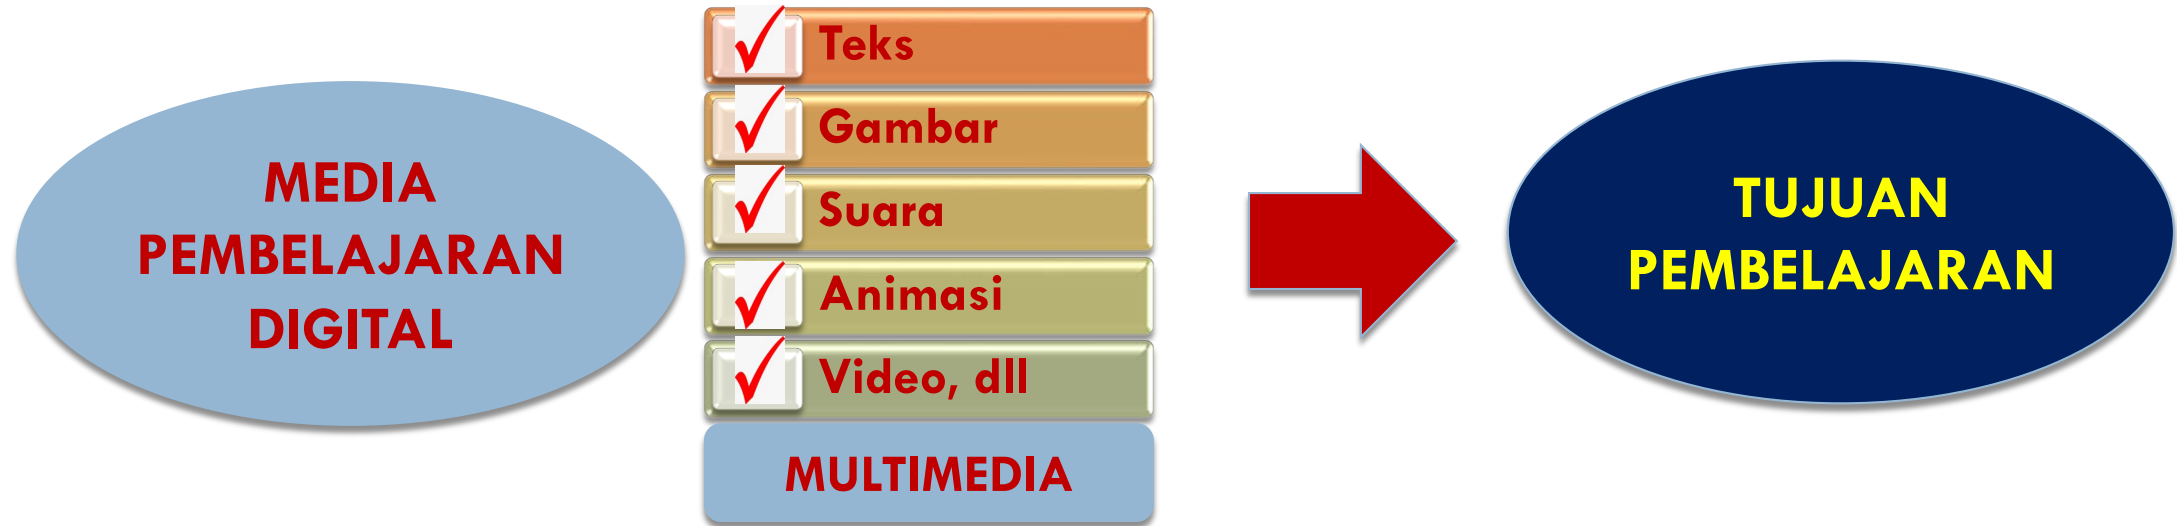 MEDIA
PEMBELAJARAN
DIGITAL
Teks
Gambar
Suara
Animasi
Video, dll
MULTIMEDIA
TUJUAN
PEMBELAJARAN